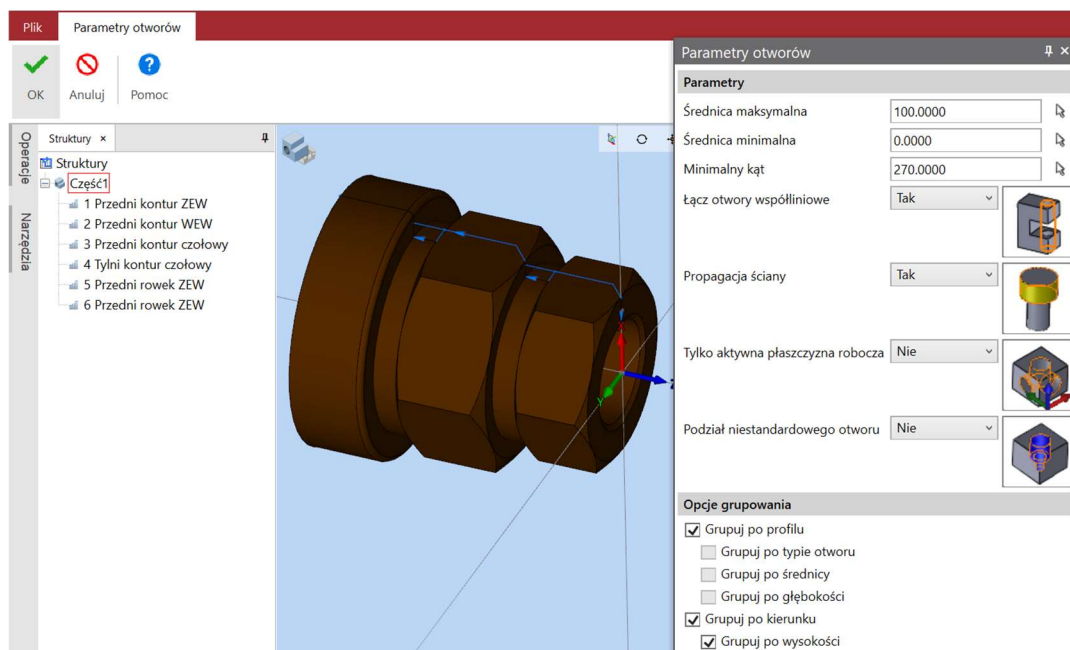 Plik
Parametry otworów
OK
Anuluj
Pomoc
Operacje
Narzędzia
Struktury ×
Struktury
Część1
1 Przedni kontur ZEW
2 Przedni kontur WEW
3 Przedni kontur czołowy
4 Tylni kontur czołowy
5 Przedni rowek ZEW
6 Przedni rowek ZEW
X
Y
Parametry otworów
Parametry
Średnica maksymalna 100.0000
Średnica minimalna 0.0000
Minimalny kąt 270.0000
Łącz otwory współliniowe Tak
Propagacja ściany Tak
Tylko aktywna płaszczyzna robocza Nie
Podział niestandardowego otworu Nie
Opcje grupowania
Grupuj po profilu
Grupuj po typie otworu
Grupuj po średnicy
Grupuj po głębokości
Grupuj po kierunku
Grupuj po wysokości